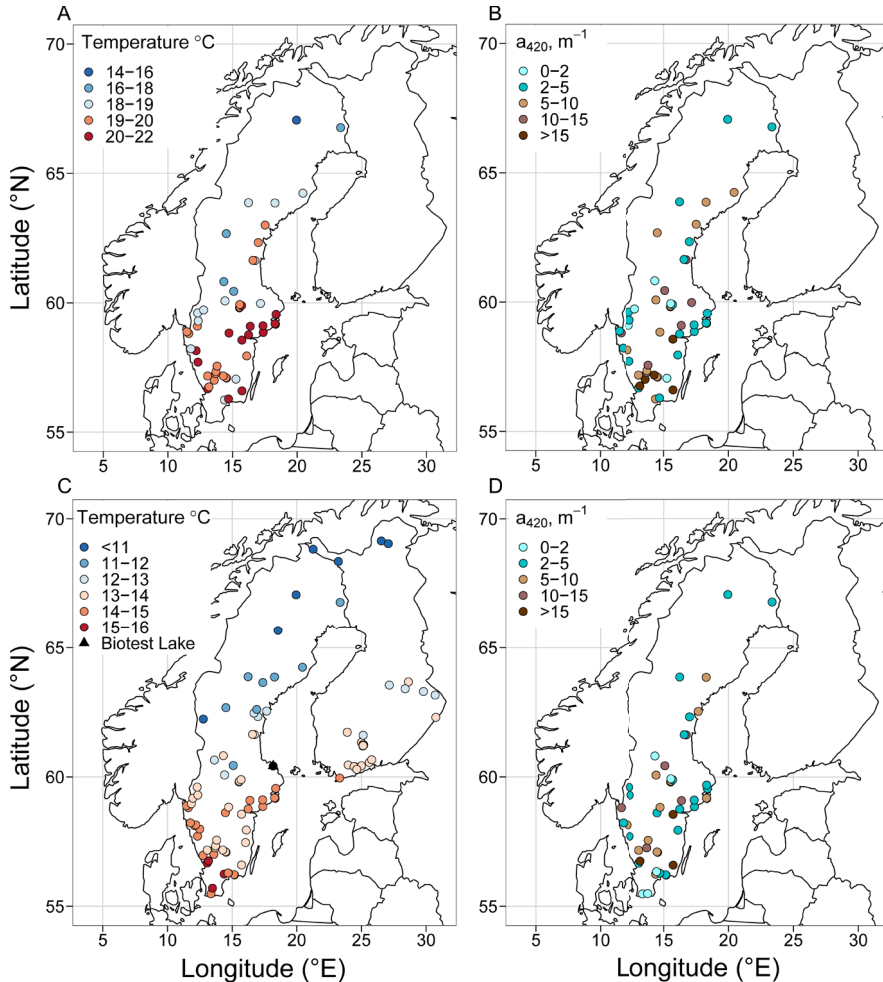 A
Temperature °C
14−16
16−18
18−19
19−20
20−22
70
65
60
55
5 10 15 20 25 30
Latitude (°N)
B
a420, m−1
0−2
2−5
5−10
10−15
>15
70
65
60
55
5 10 15 20 25 30
C
Temperature °C
<11
11−12
12−13
13−14
14−15
15−16
Biotest Lake
70
65
60
55
5 10 15 20 25 30
Latitude (°N)
Longitude (°E)
D
a420, m−1
0−2
2−5
5−10
10−15
>15
70
65
60
55
5 10 15 20 25 30
Longitude (°E)